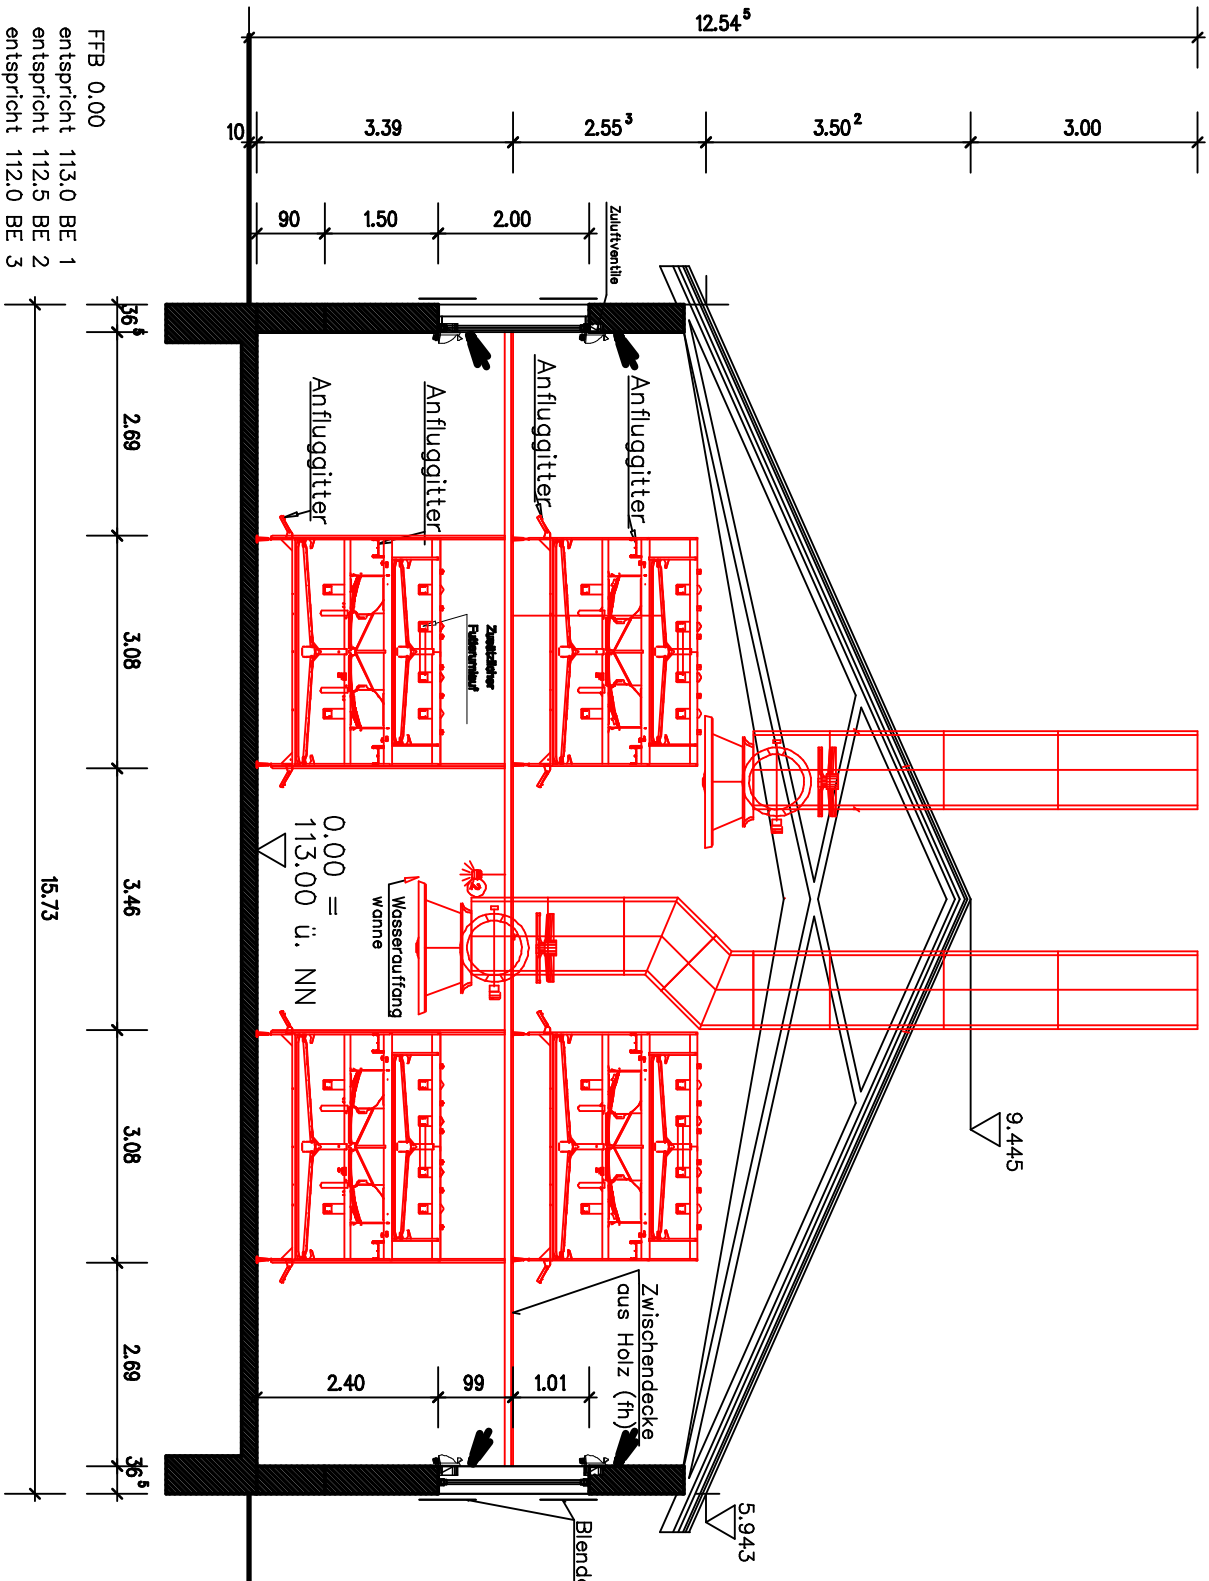 12.54⁵
10
3.39
2.55³
3.50²
3.00
90
1.50
2.00
Zuluftventile
FFB 0.00
entspricht 113.0 BE 1
entspricht 112.5 BE 2
entspricht 112.0 BE 3
36⁵
2.69
3.08
3.46
3.08
2.69
36⁵
15.73
Anfluggitter
Anfluggitter
Anfluggitter
Anfluggitter
Zusätzlicher
Futterumlauf
0.00 =
113.00 ü. NN
Wasserauffang
wanne
2
9.445
5.943
Zwischendecke
aus Holz (fh)
2.40
99
1.01